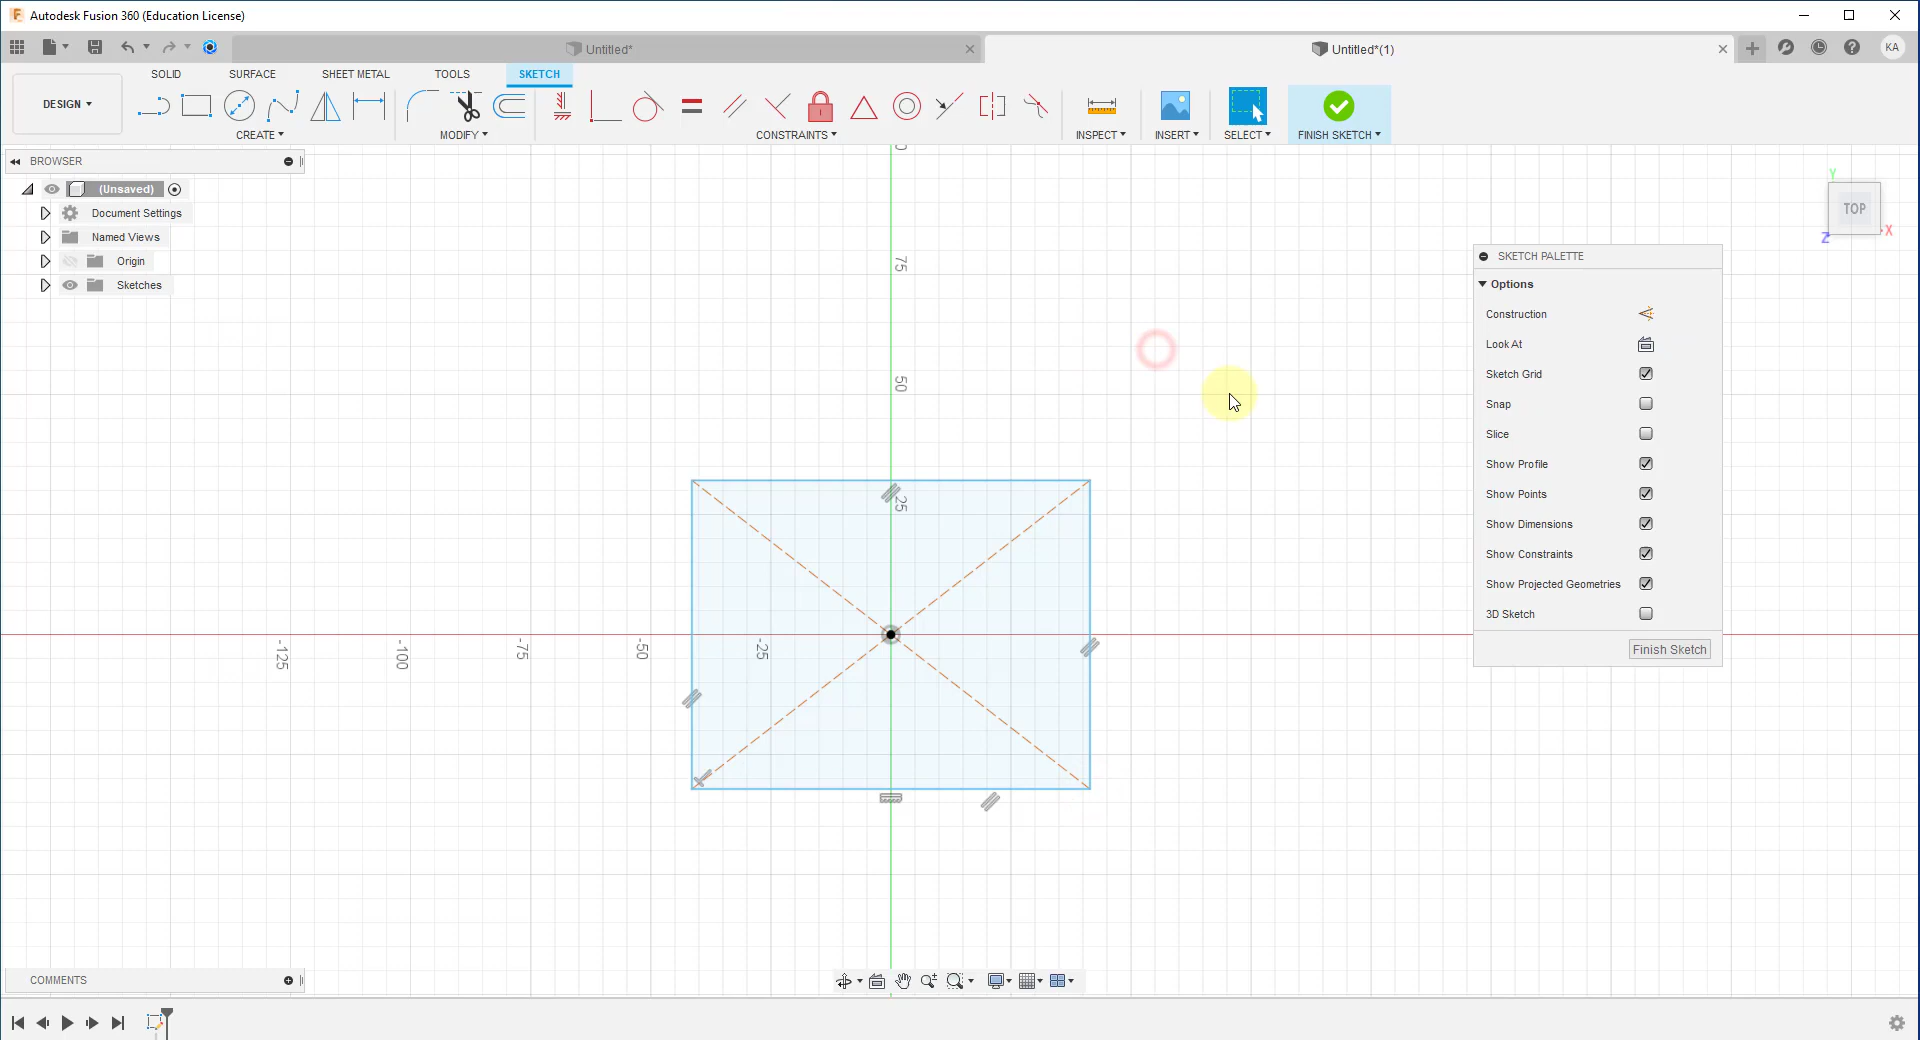 Autodesk Fusion 360 (Education License)
Untitled*
Untitled*(1)
KA
SOLID
SURFACE
SHEET METAL
TOOLS
SKETCH
DESIGN
CREATE
MODIFY
CONSTRAINTS
INSPECT
INSERT
SELECT
FINISH SKETCH
BROWSER
(Unsaved)
Document Settings
Named Views
Origin
Sketches
75
50
25
-125
-100
-75
-50
-25
Y
TOP
Z
X
SKETCH PALETTE
Options
Construction
Look At
Sketch Grid
Snap
Slice
Show Profile
Show Points
Show Dimensions
Show Constraints
Show Projected Geometries
3D Sketch
Finish Sketch
COMMENTS